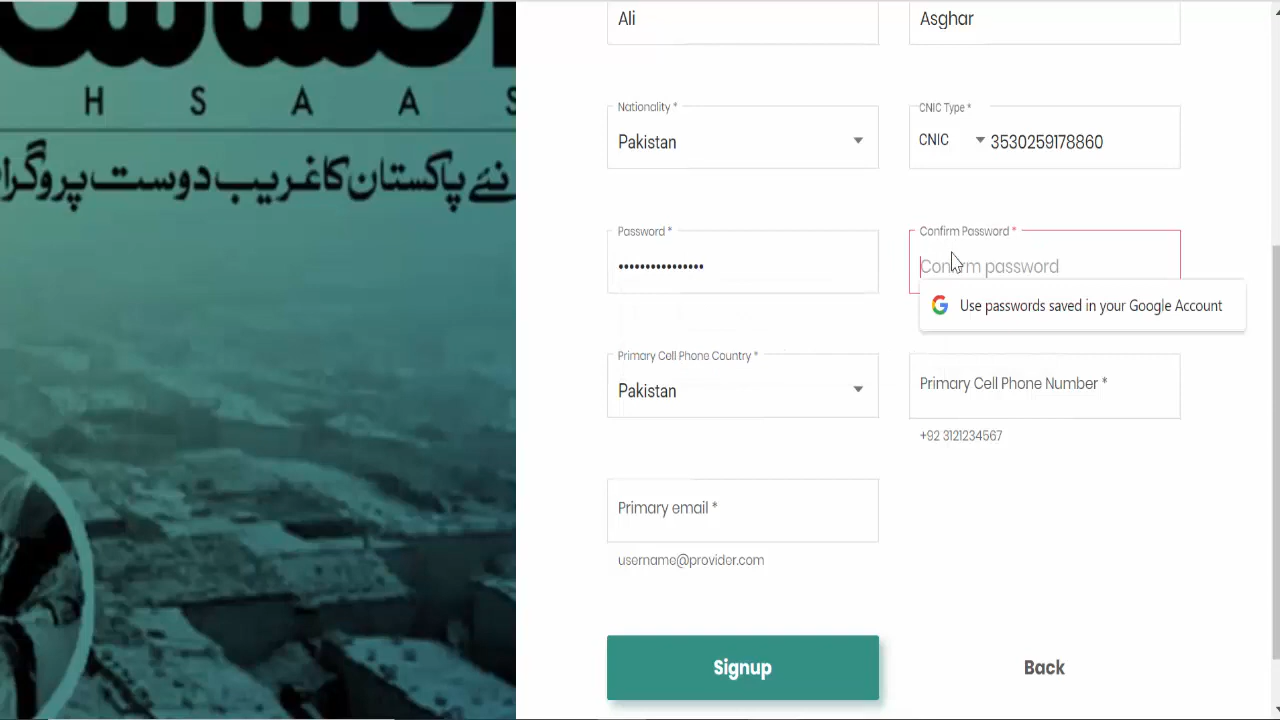 H S A A S
نئے پاکستان کا غریب دوست پروگرا
Ali
Asghar
Nationality *
Pakistan
CNIC Type *
CNIC
3530259178860
Password *
••••••••••••••••
Confirm Password *
Confirm password
Use passwords saved in your Google Account
Primary Cell Phone Country *
Pakistan
Primary Cell Phone Number *
+92 3121234567
Primary email *
username@provider.com
Signup
Back